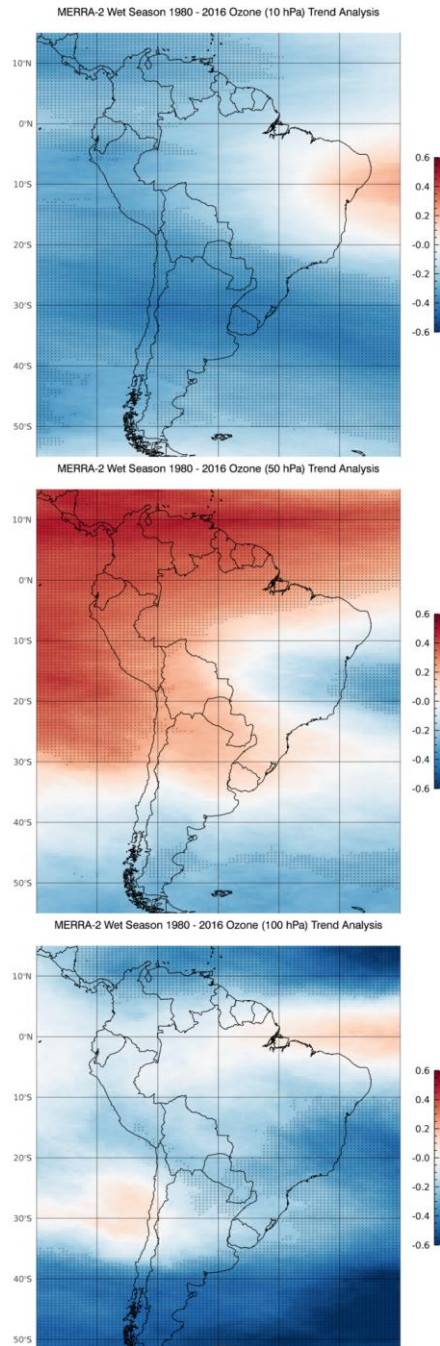 MERRA-2 Wet Season 1980 - 2016 Ozone (10 hPa) Trend Analysis
10°N
0°N
10°S
20°S
30°S
40°S
50°S
0.6
0.4
0.2
0.0
-0.2
-0.4
-0.6
MERRA-2 Wet Season 1980 - 2016 Ozone (50 hPa) Trend Analysis
10°N
0°N
10°S
20°S
30°S
40°S
50°S
0.6
0.4
0.2
0.0
-0.2
-0.4
-0.6
MERRA-2 Wet Season 1980 - 2016 Ozone (100 hPa) Trend Analysis
10°N
0°N
10°S
20°S
30°S
40°S
50°S
0.6
0.4
0.2
0.0
-0.2
-0.4
-0.6